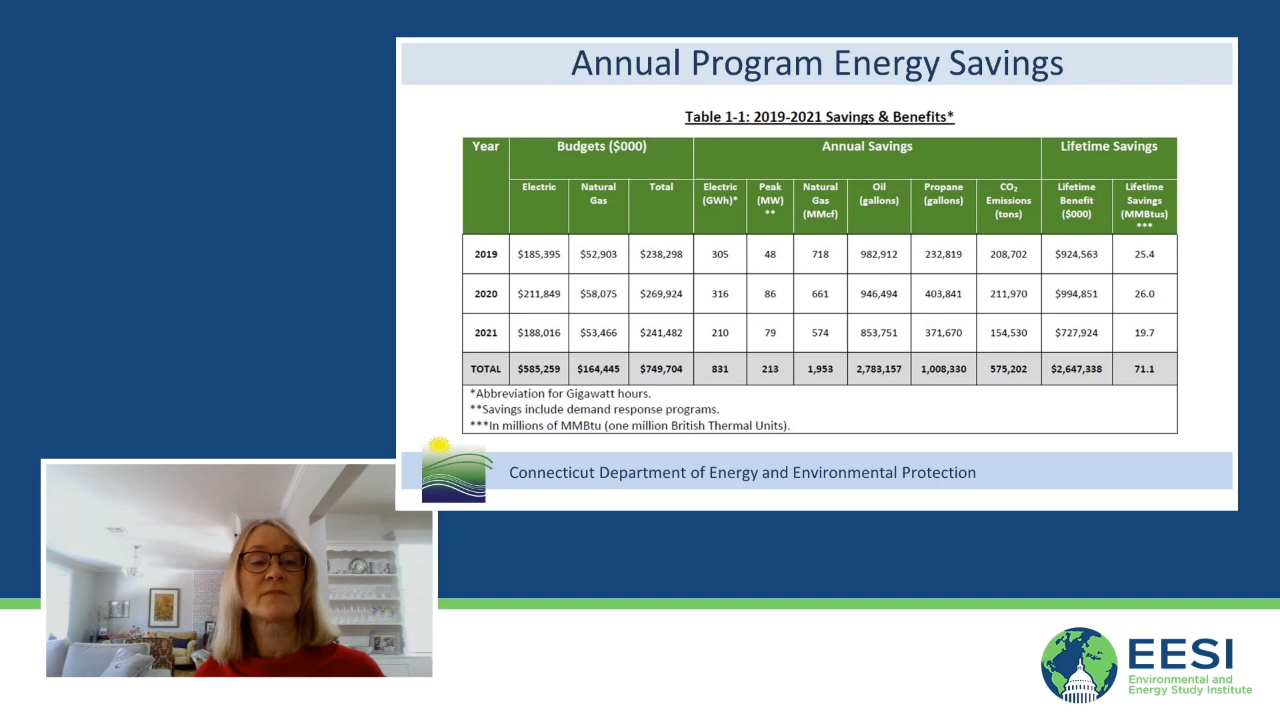 Annual Program Energy Savings
Table 1-1: 2019-2021 Savings & Benefits*
Year Budgets ($000) Annual Savings Lifetime Savings
Electric Natural Gas Total Electric (GWh)* Peak (MW) ** Natural Gas (MMcf) Oil (gallons) Propane (gallons) CO₂ Emissions (tons) Lifetime Benefit ($000) Lifetime Savings (MMBtus) ***
2019 $185,395 $52,903 $238,298 305 48 718 982,912 232,819 208,702 $924,563 25.4
2020 $211,849 $58,075 $269,924 316 86 661 946,494 403,841 211,970 $994,851 26.0
2021 $188,016 $53,466 $241,482 210 79 574 853,751 371,670 154,530 $727,924 19.7
TOTAL $585,259 $164,445 $749,704 831 213 1,953 2,783,157 1,008,330 575,202 $2,647,338 71.1
*Abbreviation for Gigawatt hours.
**Savings include demand response programs.
***In millions of MMBtu (one million British Thermal Units).
Connecticut Department of Energy and Environmental Protection
EESI
Environmental and
Energy Study Institute